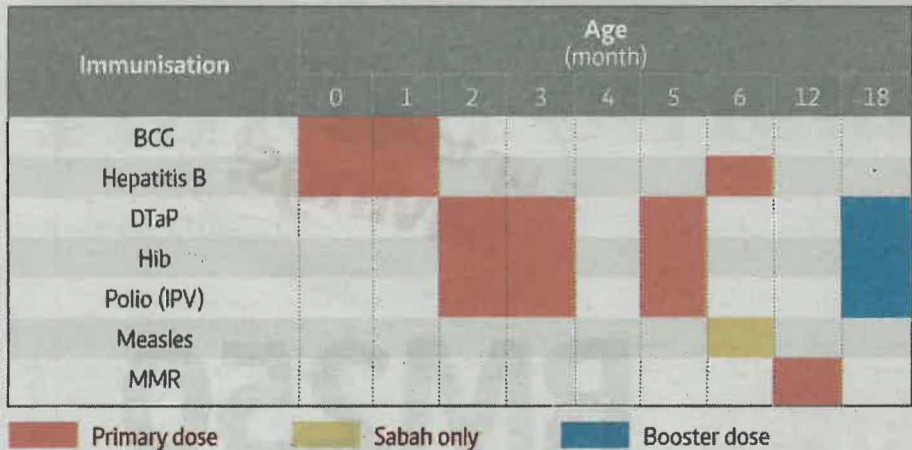 Immunisation
Age
(month)
0 1 2 3 4 5 6 12 18
BCG
Hepatitis B
DTaP
Hib
Polio (IPV)
Measles
MMR
Primary dose Sabah only Booster dose